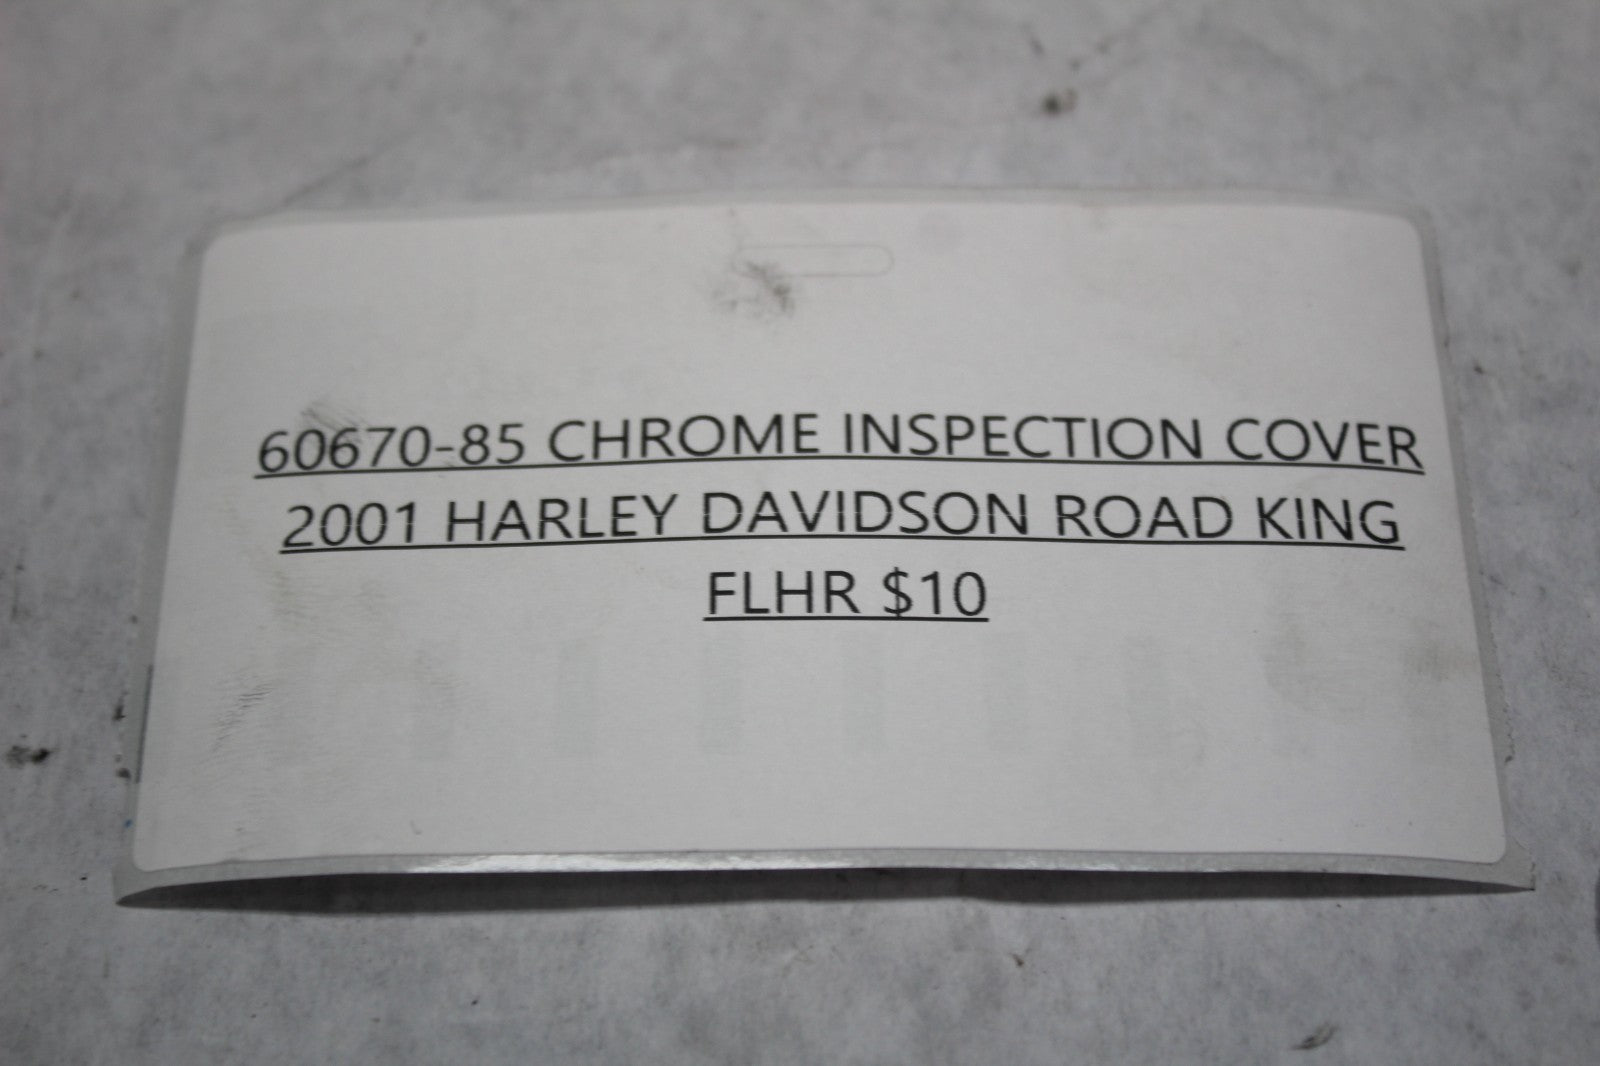 60670-85 CHROME INSPECTION COVER
2001 HARLEY DAVIDSON ROAD KING
FLHR $10